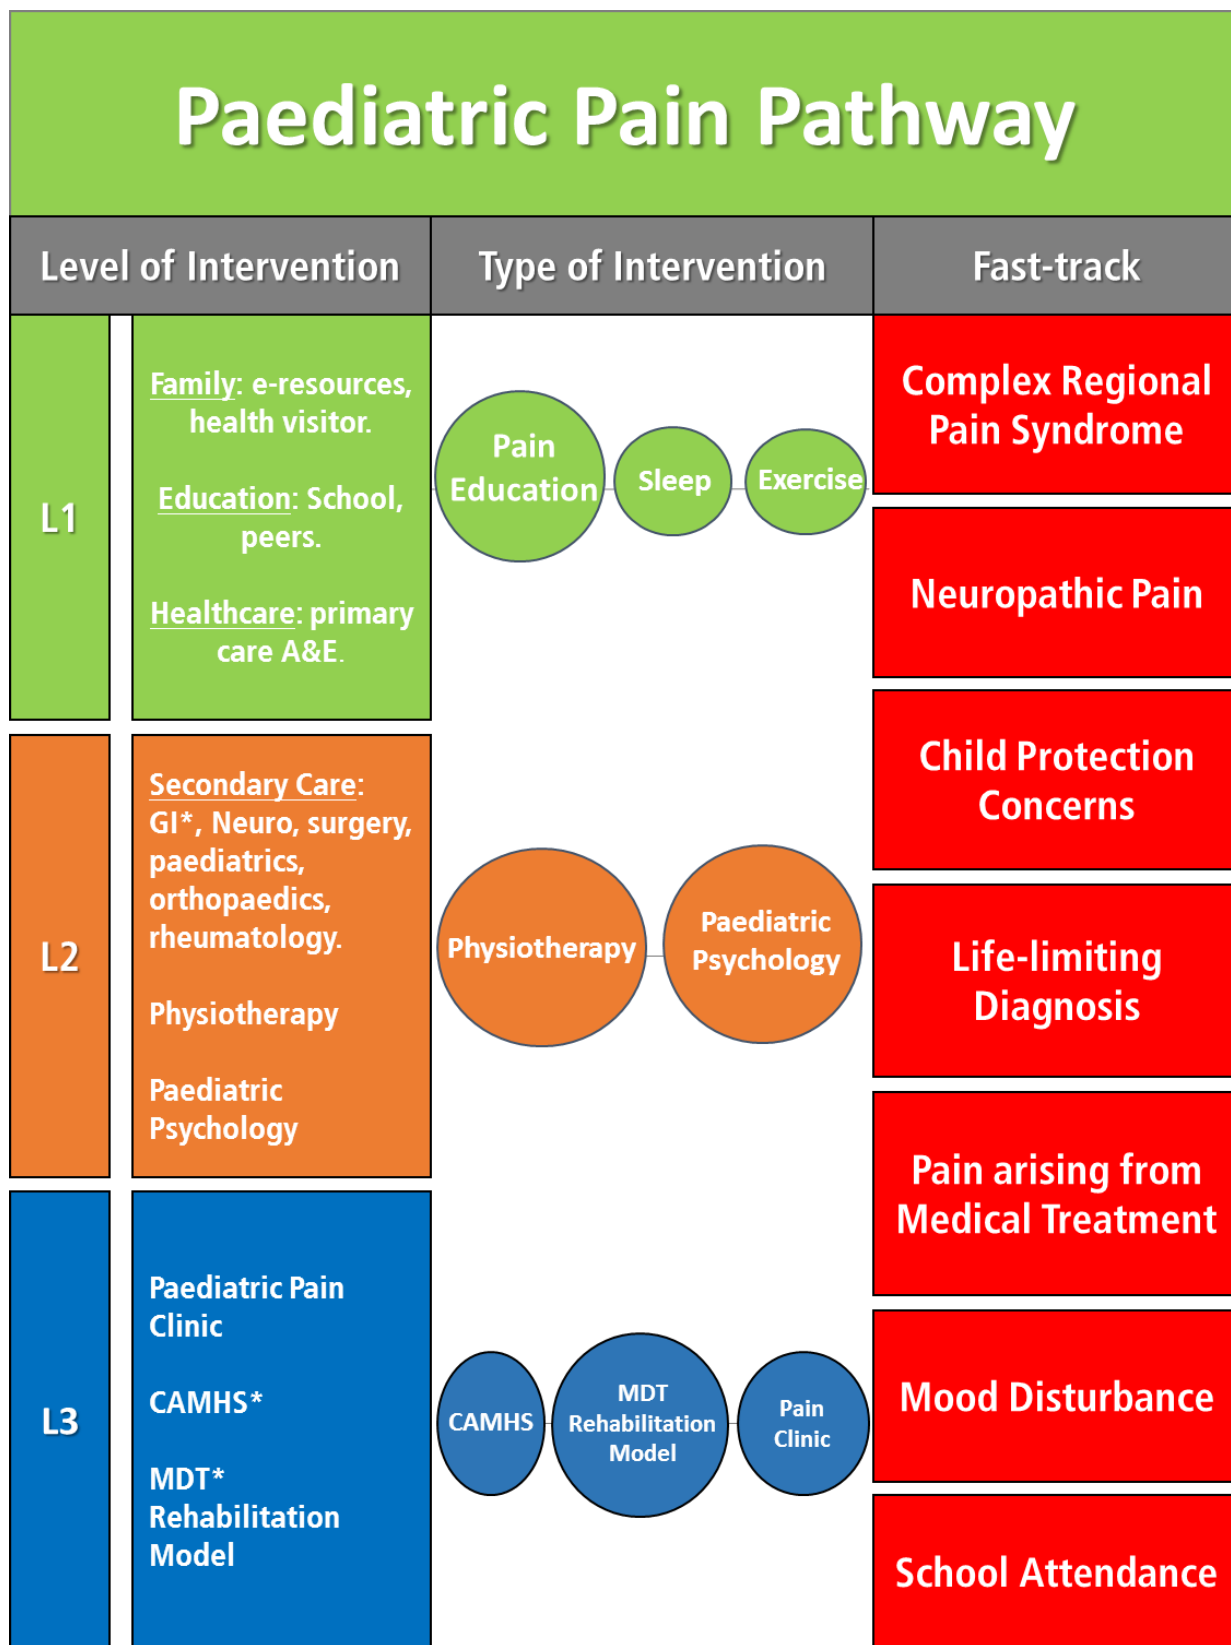 Paediatric Pain Pathway
Level of Intervention
Type of Intervention
Fast-track
L1
Family: e-resources,
health visitor.
Education: School,
peers.
Healthcare: primary
care A&E.
Pain
Education
Sleep
Exercise
L2
Secondary Care:
GI*, Neuro, surgery,
paediatrics,
orthopaedics,
rheumatology.
Physiotherapy
Paediatric
Psychology
Physiotherapy
Paediatric
Psychology
L3
Paediatric Pain
Clinic
CAMHS*
MDT*
Rehabilitation
Model
CAMHS
MDT
Rehabilitation
Model
Pain
Clinic
Complex Regional
Pain Syndrome
Neuropathic Pain
Child Protection
Concerns
Life-limiting
Diagnosis
Pain arising from
Medical Treatment
Mood Disturbance
School Attendance